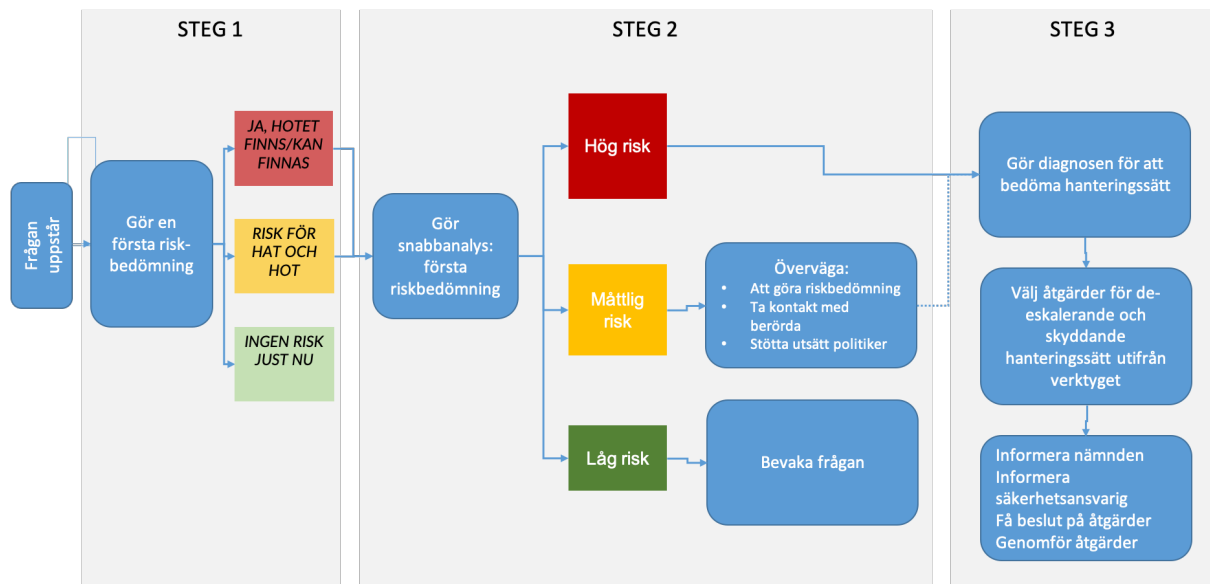 STEG 1
STEG 2
STEG 3
Frågan
uppstår
Gör en
första risk-
bedömning
JA, HOTET
FINNS/KAN
FINNAS
RISK FÖR
HAT OCH
HOT
INGEN RISK
JUST NU
Gör
snabbanalys:
första
riskbedömning
Hög risk
Måttlig
risk
Låg risk
Överväga:
• Att göra riskbedömning
• Ta kontakt med
berörda
• Stötta utsätt politiker
Bevaka frågan
Gör diagnosen för att
bedöma hanteringssätt
Välj åtgärder för de-
eskalerande och
skyddande
hanteringssätt utifrån
verktyget
Informera nämnden
Informera
säkerhetsansvarig
Få beslut på åtgärder
Genomför åtgärder